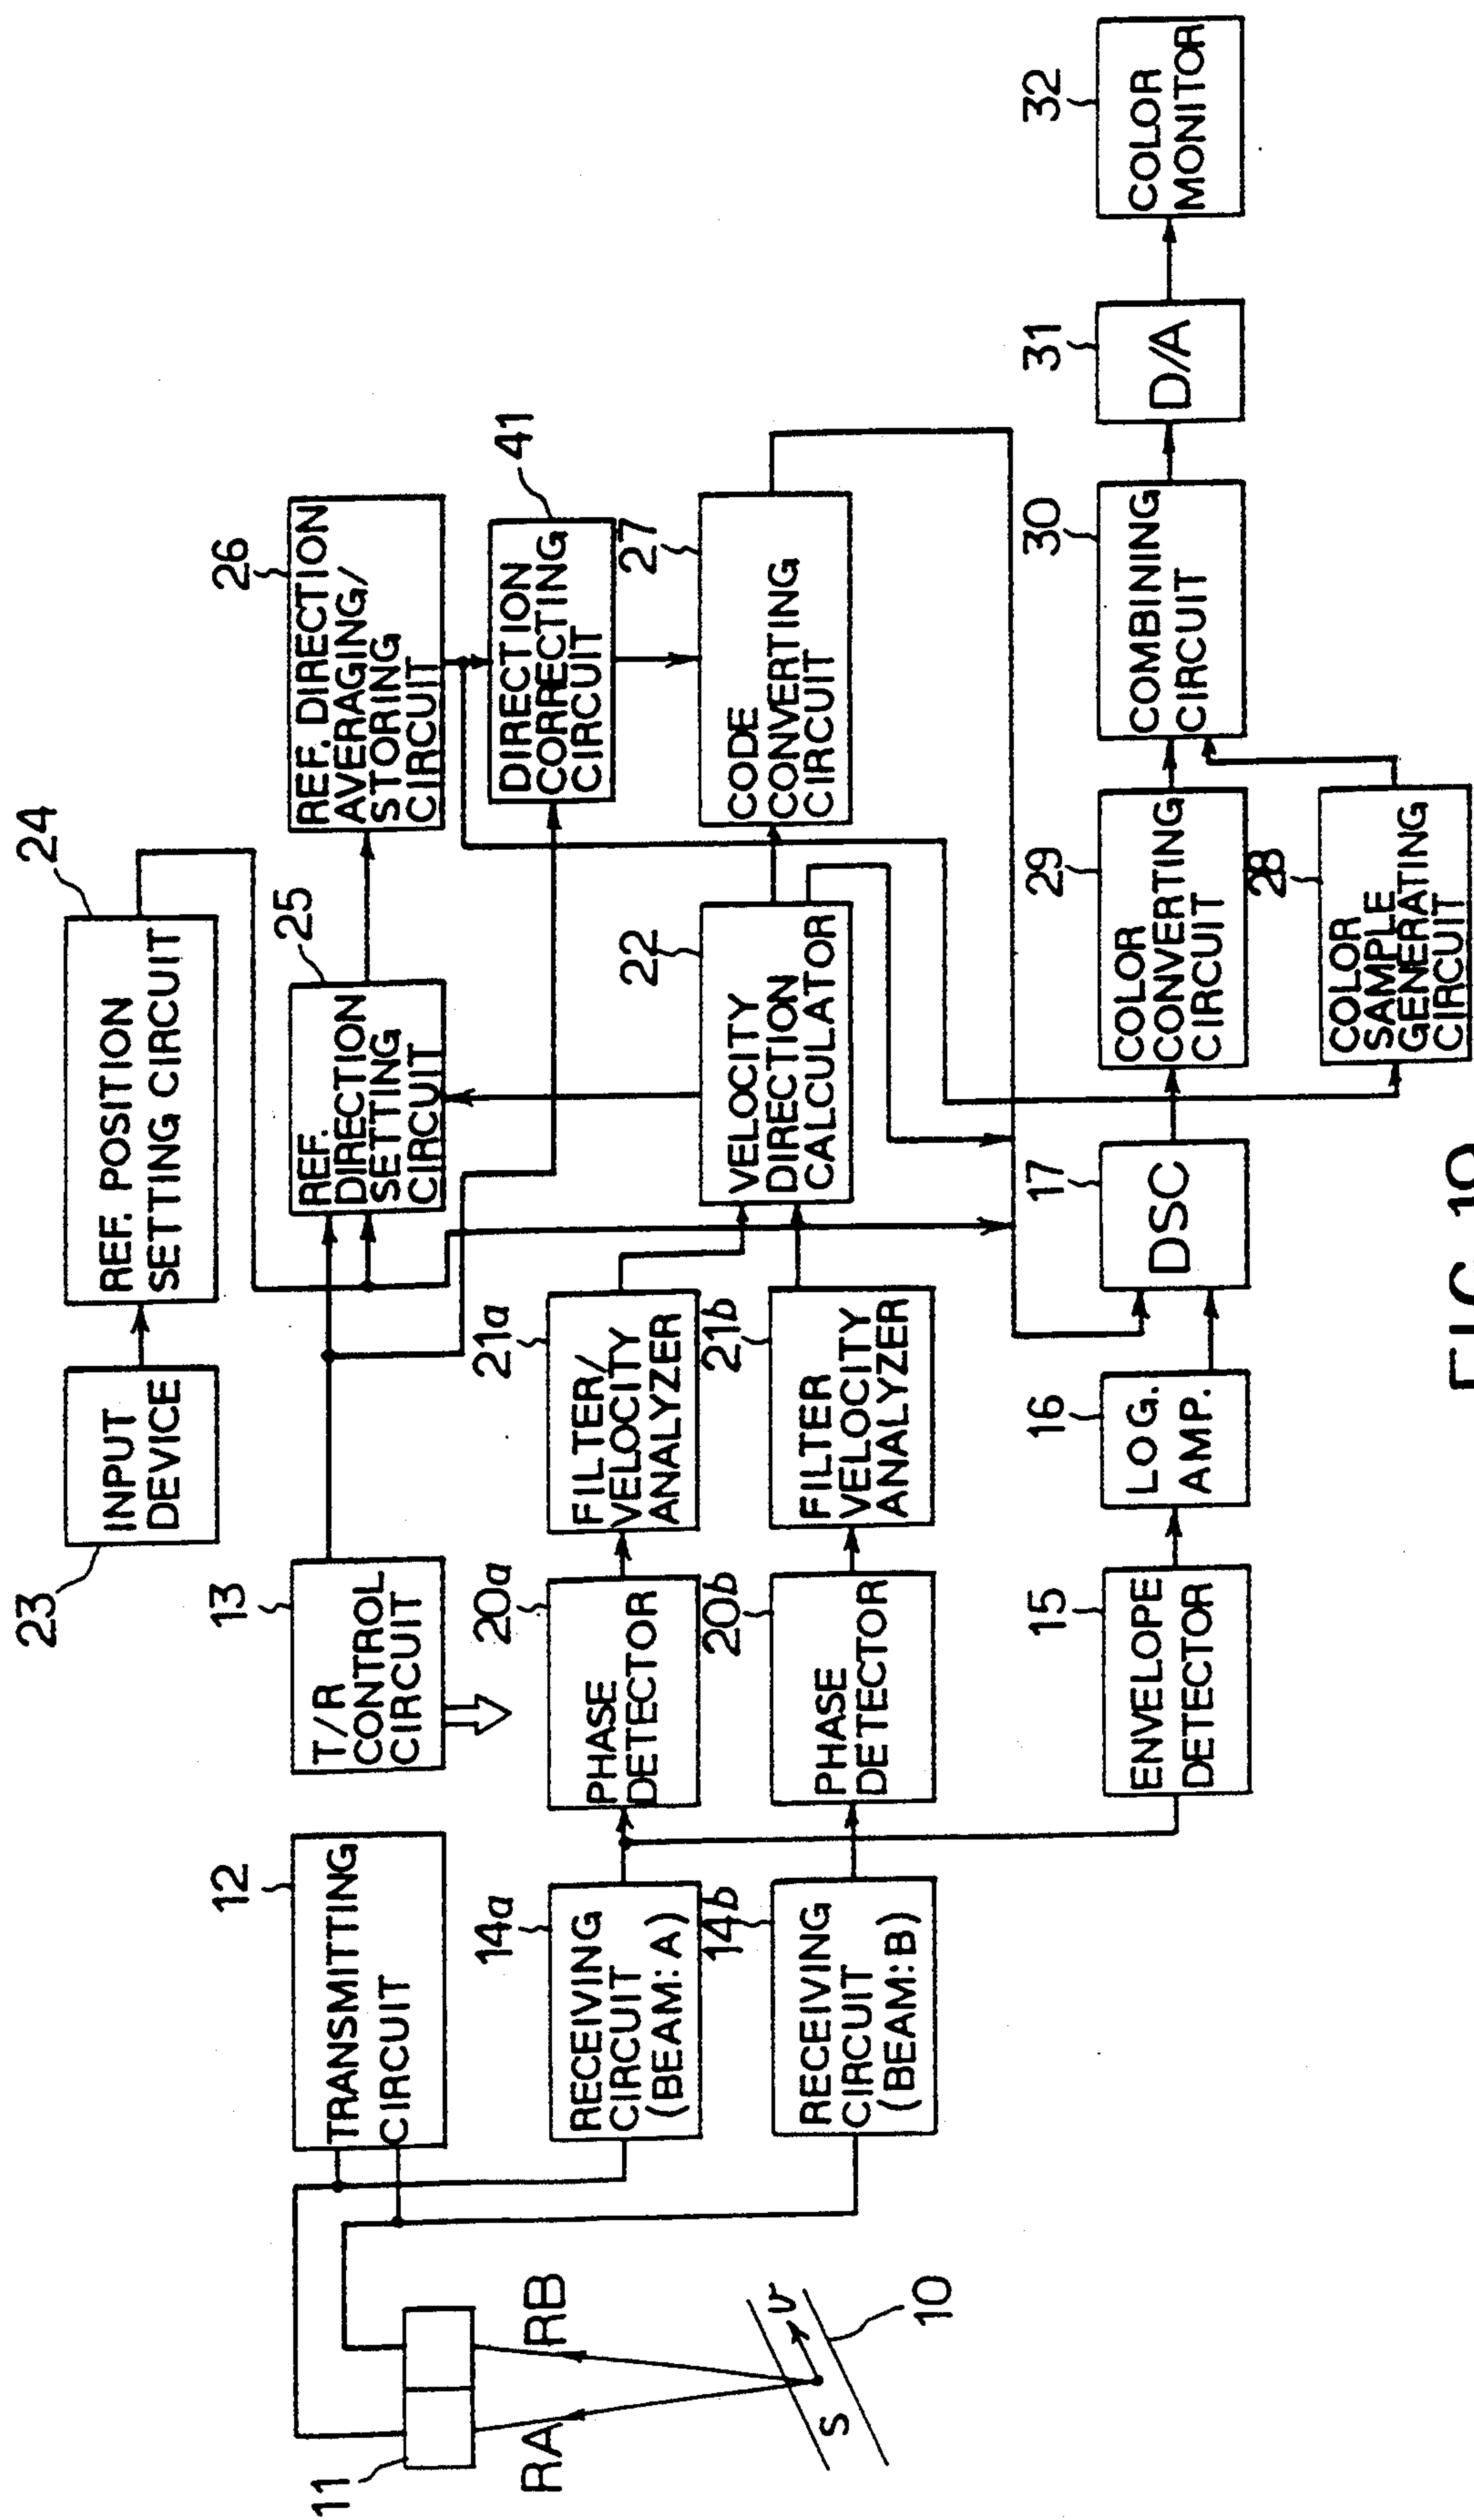 23
INPUT
DEVICE
24
REF. POSITION
SETTING CIRCUIT
12
TRANSMITTING
CIRCUIT
13
T/R
CONTROL
CIRCUIT
25
REF.
DIRECTION
SETTING
CIRCUIT
26
REF. DIRECTION
AVERAGING/
STORING
CIRCUIT
41
DIRECTION
CORRECTING
CIRCUIT
11
RA
RB
S
v
10
14a
RECEIVING
CIRCUIT
(BEAM: A)
20a
PHASE
DETECTOR
21a
FILTER/
VELOCITY
ANALYZER
14b
RECEIVING
CIRCUIT
(BEAM: B)
20b
PHASE
DETECTOR
21b
FILTER
VELOCITY
ANALYZER
22
VELOCITY
DIRECTION
CALCULATOR
27
CODE
CONVERTING
CIRCUIT
15
ENVELOPE
DETECTOR
16
LOG.
AMP.
17
DSC
29
COLOR
CONVERTING
CIRCUIT
30
COMBINING
CIRCUIT
31
D/A
32
COLOR
MONITOR
28
COLOR
SAMPLE
GENERATING
CIRCUIT